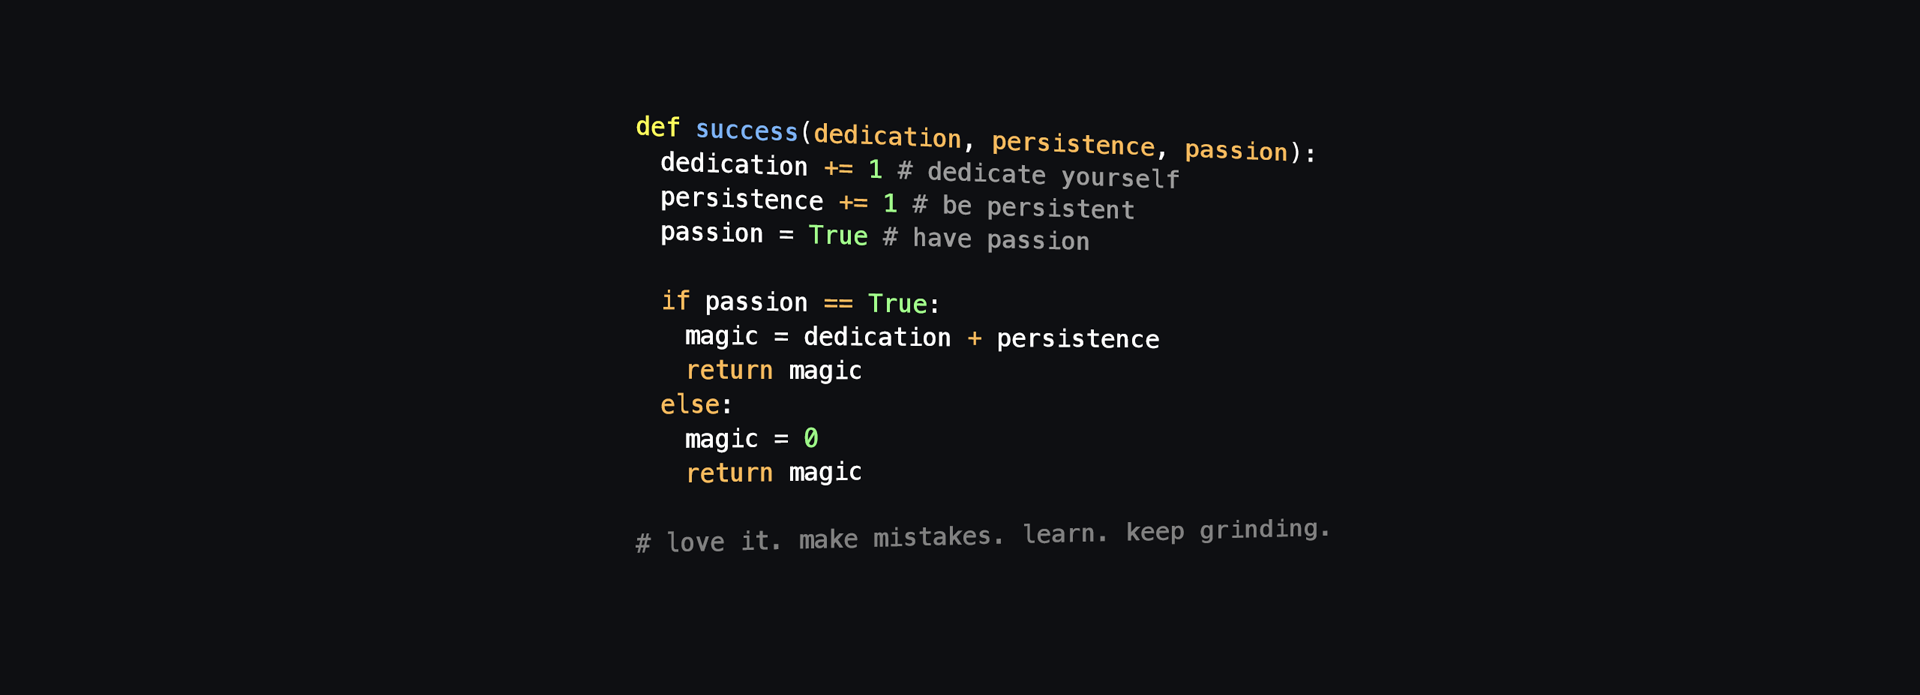 def success(dedication, persistence, passion):
  dedication += 1 # dedicate yourself
  persistence += 1 # be persistent
  passion = True # have passion

  if passion == True:
    magic = dedication + persistence
    return magic
  else:
    magic = 0
    return magic

# love it. make mistakes. learn. keep grinding.